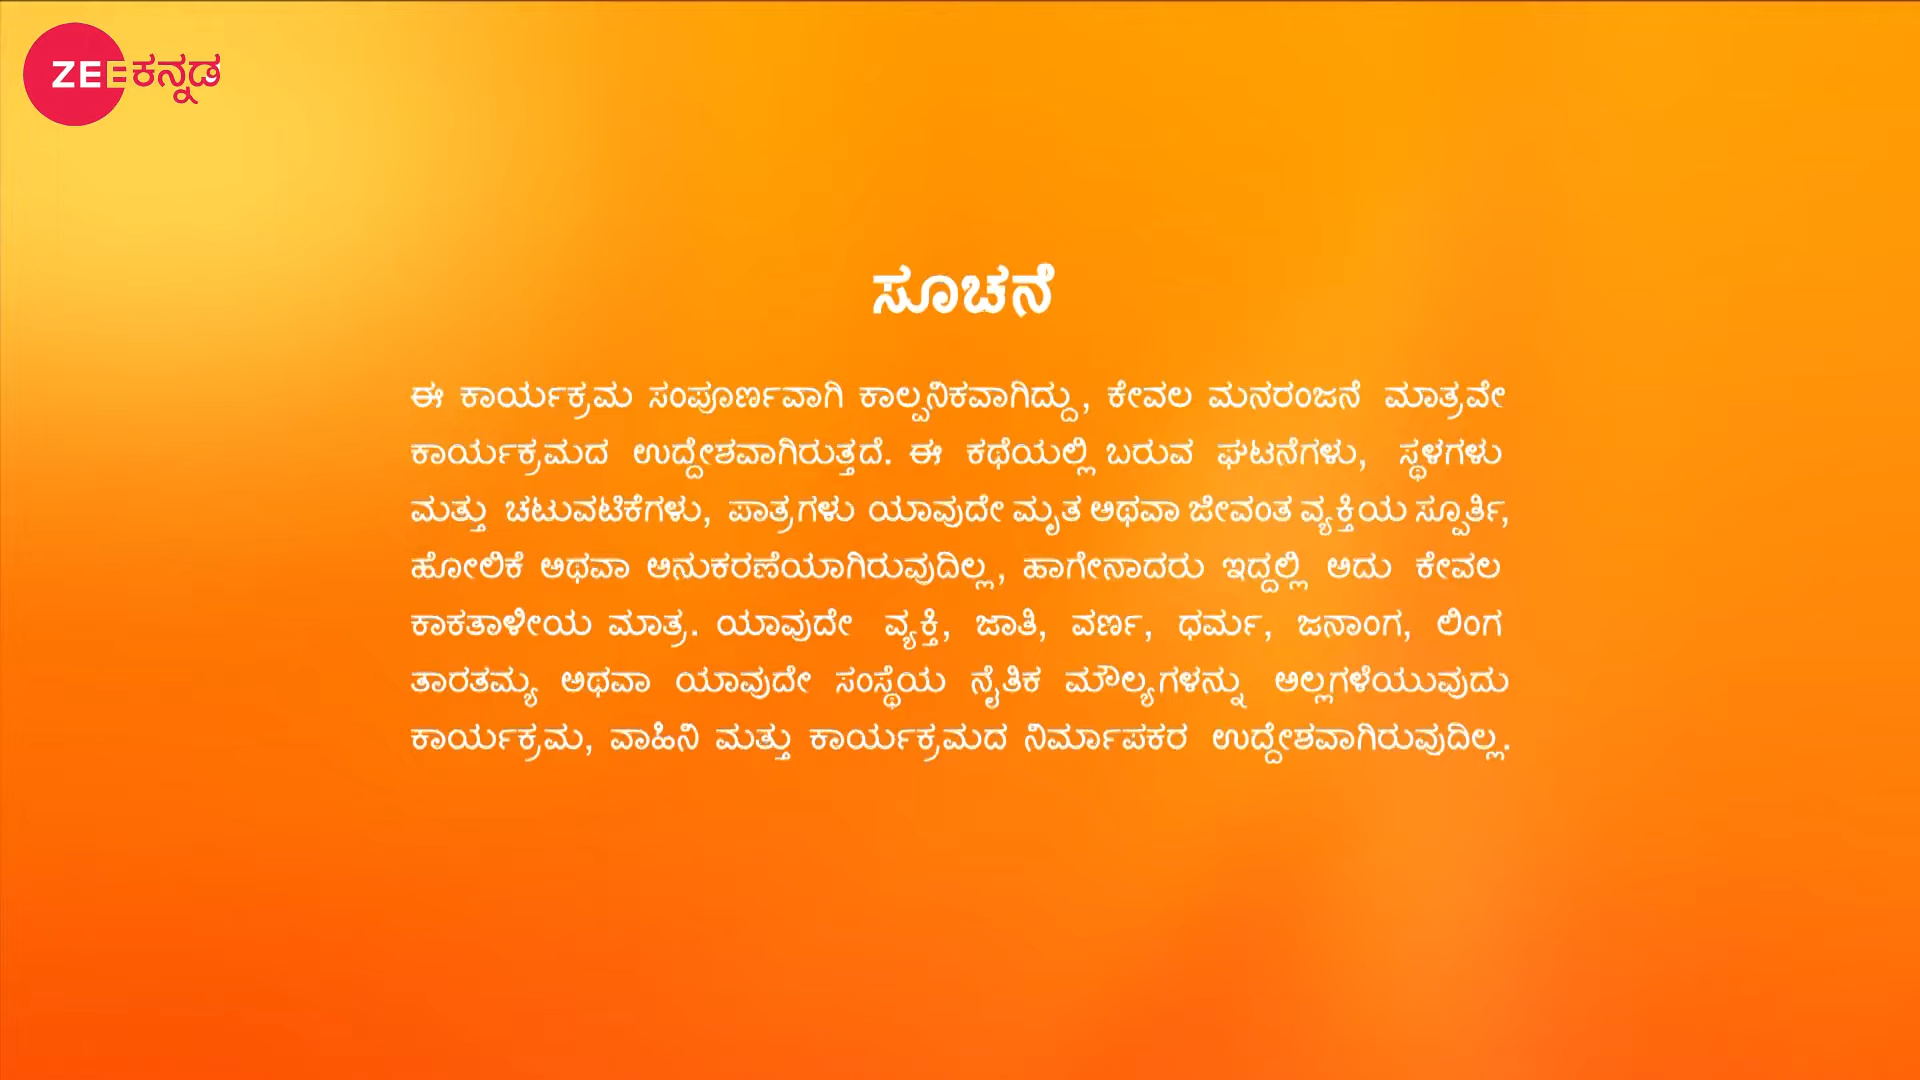 ZEE ಕನ್ನಡ
ಸೂಚನೆ
ಈ ಕಾರ್ಯಕ್ರಮ ಸಂಪೂರ್ಣವಾಗಿ ಕಾಲ್ಪನಿಕವಾಗಿದ್ದು, ಕೇವಲ ಮನರಂಜನೆ ಮಾತ್ರವೇ
ಕಾರ್ಯಕ್ರಮದ ಉದ್ದೇಶವಾಗಿರುತ್ತದೆ. ಈ ಕಥೆಯಲ್ಲಿ ಬರುವ ಘಟನೆಗಳು, ಸ್ಥಳಗಳು
ಮತ್ತು ಚಟುವಟಿಕೆಗಳು, ಪಾತ್ರಗಳು ಯಾವುದೇ ಮೃತ ಅಥವಾ ಜೀವಂತ ವ್ಯಕ್ತಿಯ ಸ್ಪೂರ್ತಿ,
ಹೋಲಿಕೆ ಅಥವಾ ಅನುಕರಣೆಯಾಗಿರುವುದಿಲ್ಲ, ಹಾಗೇನಾದರು ಇದ್ದಲ್ಲಿ ಅದು ಕೇವಲ
ಕಾಕತಾಳೀಯ ಮಾತ್ರ. ಯಾವುದೇ ವ್ಯಕ್ತಿ, ಜಾತಿ, ವರ್ಣ, ಧರ್ಮ, ಜನಾಂಗ, ಲಿಂಗ
ತಾರತಮ್ಯ ಅಥವಾ ಯಾವುದೇ ಸಂಸ್ಥೆಯ ನೈತಿಕ ಮೌಲ್ಯಗಳನ್ನು ಅಲ್ಲಗಳೆಯುವುದು
ಕಾರ್ಯಕ್ರಮ, ವಾಹಿನಿ ಮತ್ತು ಕಾರ್ಯಕ್ರಮದ ನಿರ್ಮಾಪಕರ ಉದ್ದೇಶವಾಗಿರುವುದಿಲ್ಲ.